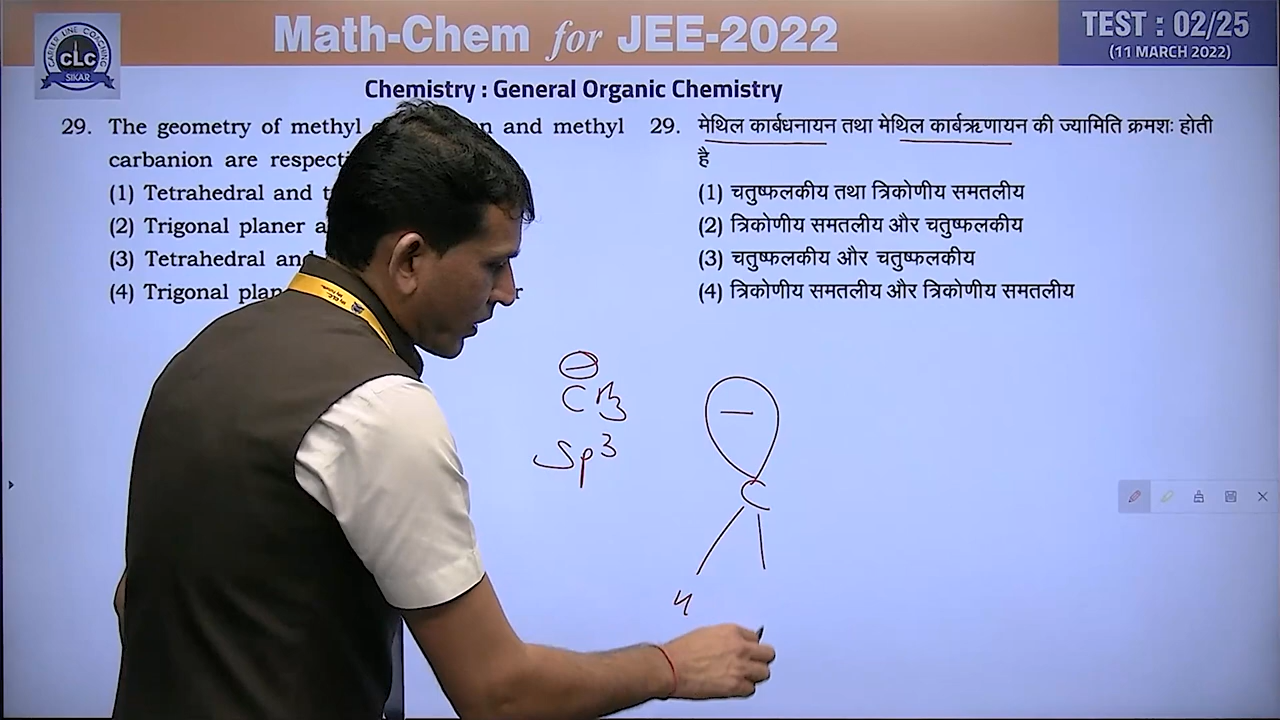 CAREER LINE COACHING
CLC
SIKAR
Math-Chem for JEE-2022
TEST : 02/25
(11 MARCH 2022)
Chemistry : General Organic Chemistry
29. The geometry of methyl and methyl
carbanion are
(1) Tetrahedral and
(2) Trigonal planer
(3) Tetrahedral and
(4) Trigonal
29. मेथिल कार्बधनायन तथा मेथिल कार्बऋणायन की ज्यामिति क्रमशः होती
है
(1) चतुष्फलकीय तथा त्रिकोणीय समतलीय
(2) त्रिकोणीय समतलीय और चतुष्फलकीय
(3) चतुष्फलकीय और चतुष्फलकीय
(4) त्रिकोणीय समतलीय और त्रिकोणीय समतलीय
⊖
CH3
Sp3
—
C
H